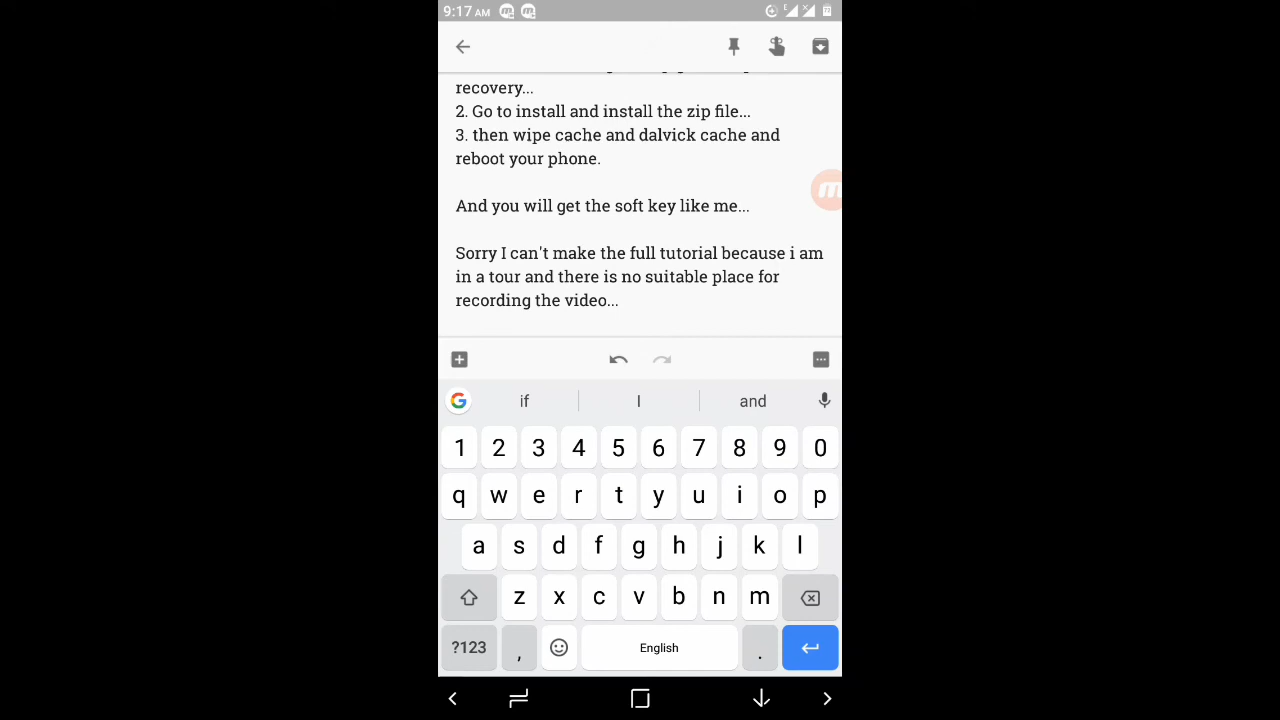 9:17 AM
recovery...
2. Go to install and install the zip file...
3. then wipe cache and dalvick cache and
reboot your phone.
And you will get the soft key like me...
Sorry I can't make the full tutorial because i am
in a tour and there is no suitable place for
recording the video...
if I and
1 2 3 4 5 6 7 8 9 0
q w e r t y u i o p
a s d f g h j k l
z x c v b n m
?123 , English .